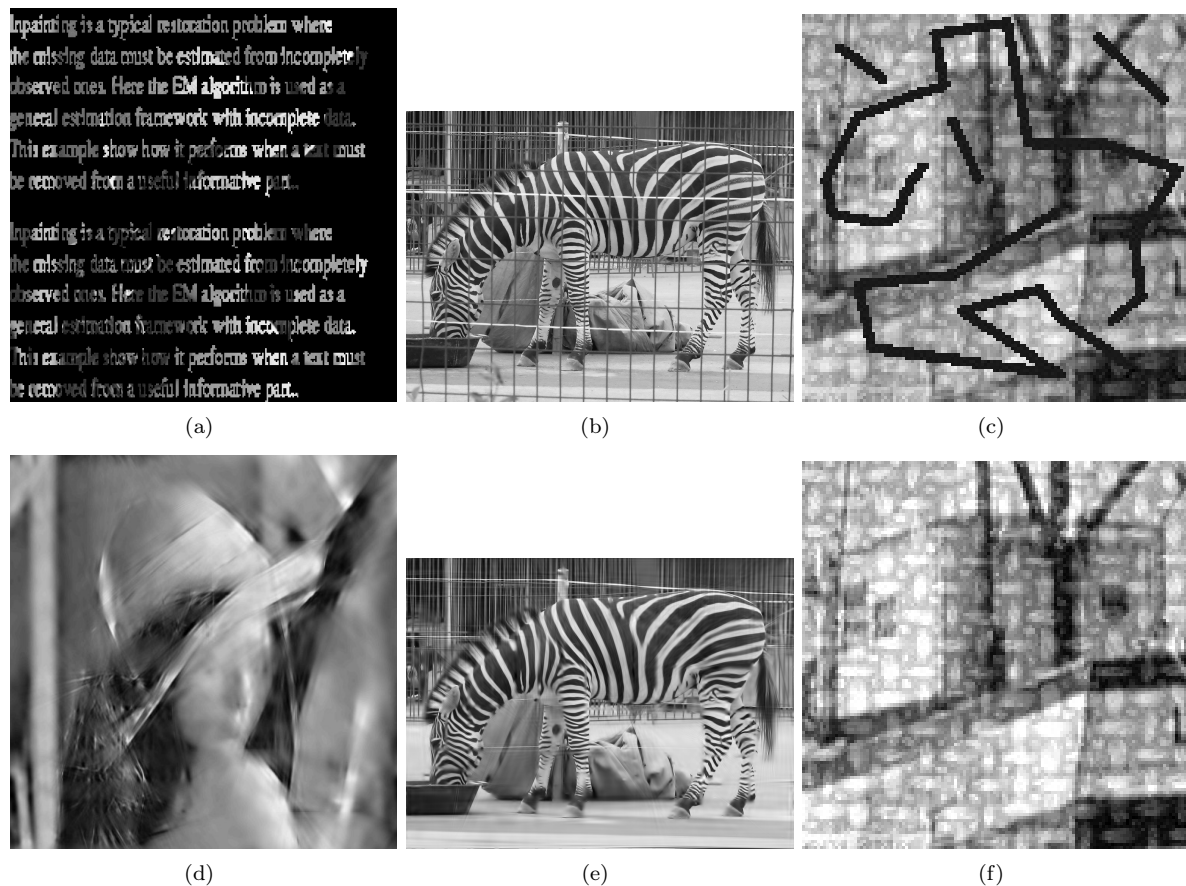 Inpainting is a typical restoration problem where
the missing data must be estimated from incompletely
observed ones. Here the EM algorithm is used as a
general estimation framework with incomplete data.
This example show how it performs when a text must
be removed from a useful informative part..
Inpainting is a typical restoration problem where
the missing data must be estimated from incompletely
observed ones. Here the EM algorithm is used as a
general estimation framework with incomplete data.
This example show how it performs when a text must
be removed from a useful informative part..
(a)
(b)
(c)
(d)
(e)
(f)